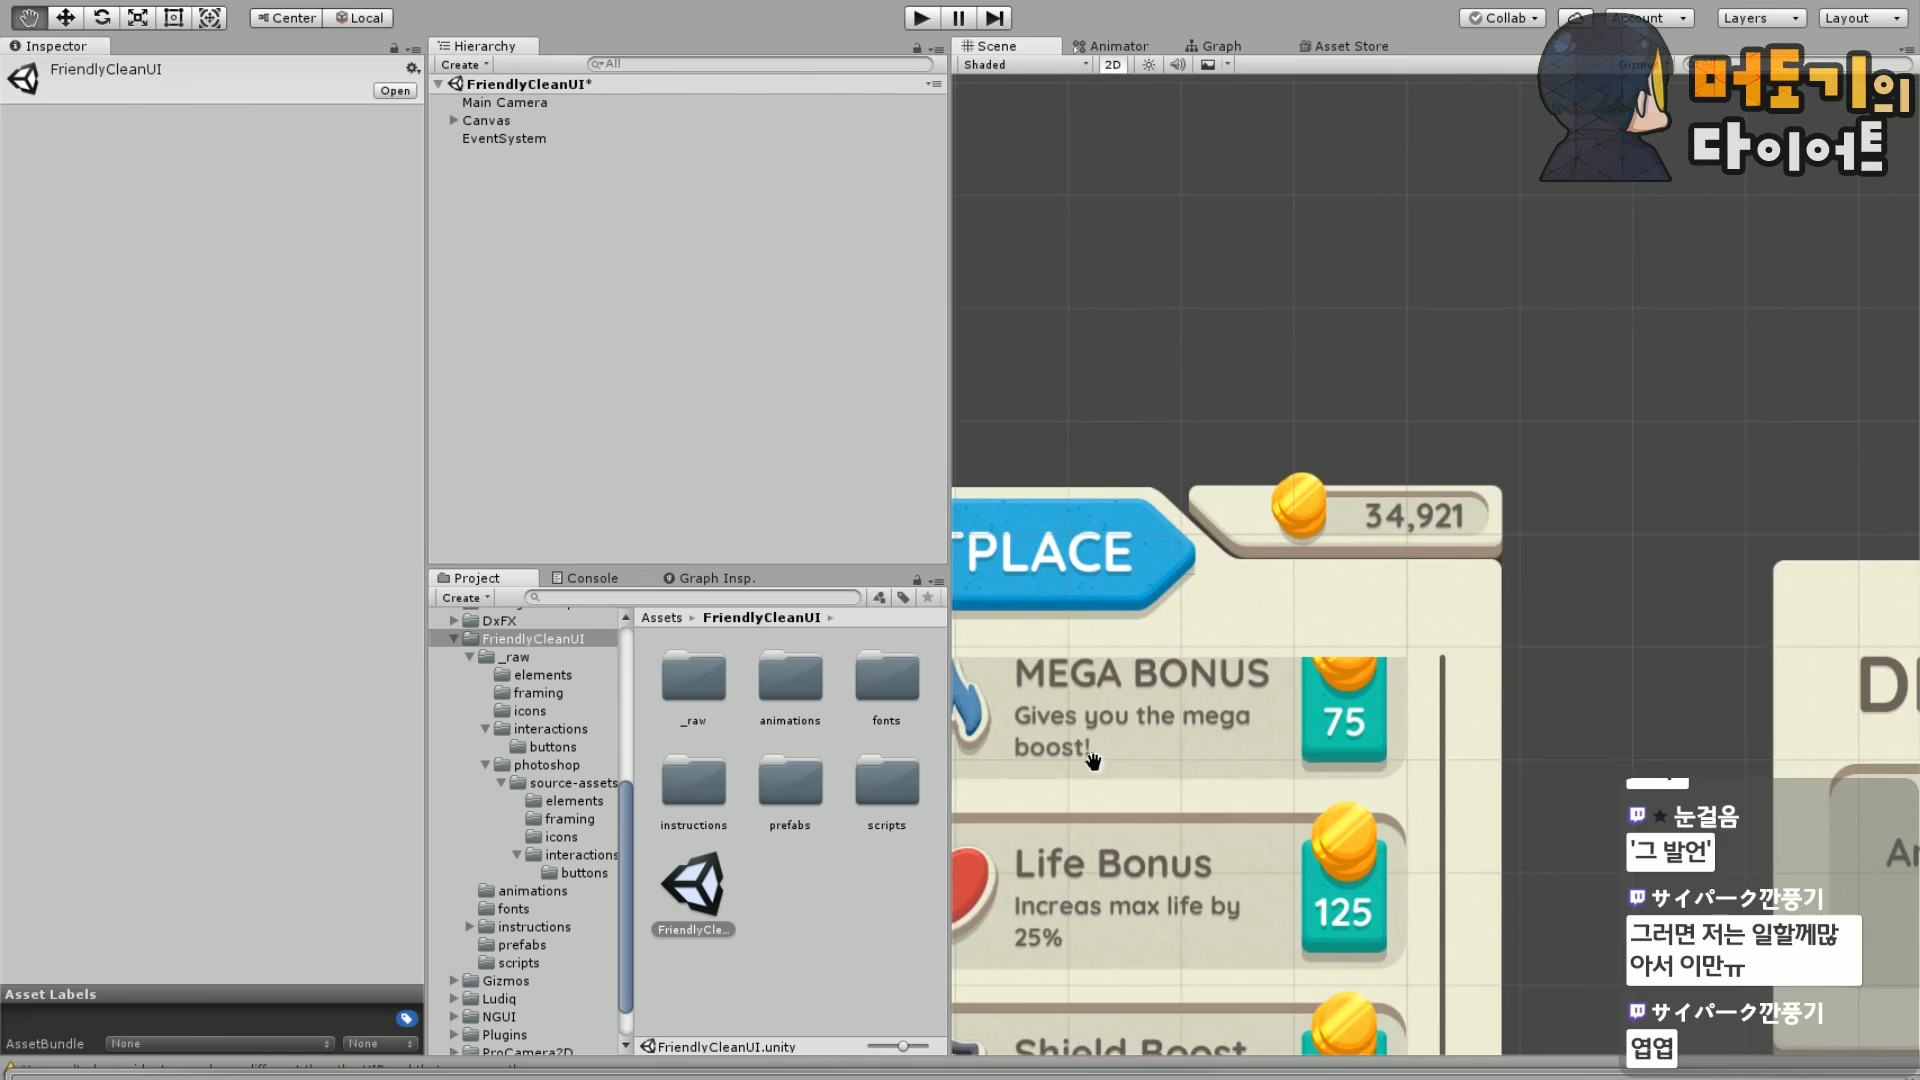 Center
Local
Collab
Account
Layers
Layout
Inspector
FriendlyCleanUI
Open
Asset Labels
AssetBundle
None
None
Hierarchy
Create
All
FriendlyCleanUI*
Main Camera
Canvas
EventSystem
Project
Console
Graph Insp.
Create
DxFX
FriendlyCleanUI
_raw
elements
framing
icons
interactions
buttons
photoshop
source-assets
elements
framing
icons
interactions
buttons
animations
fonts
instructions
prefabs
scripts
Gizmos
Ludiq
NGUI
Plugins
ProCamera2D
Assets
FriendlyCleanUI
_raw
animations
fonts
instructions
prefabs
scripts
FriendlyCle...
FriendlyCleanUI.unity
Scene
Animator
Graph
Asset Store
Shaded
2D
Gizmos
머도기의
다이어트
TPLACE
34,921
MEGA BONUS
Gives you the mega
boost!
75
Life Bonus
Increas max life by
25%
125
Shield Boost
눈걸음
'그 발언'
サイパーク깐풍기
그러면 저는 일할께많
아서 이만ㅠ
サイパーク깐풍기
엽엽